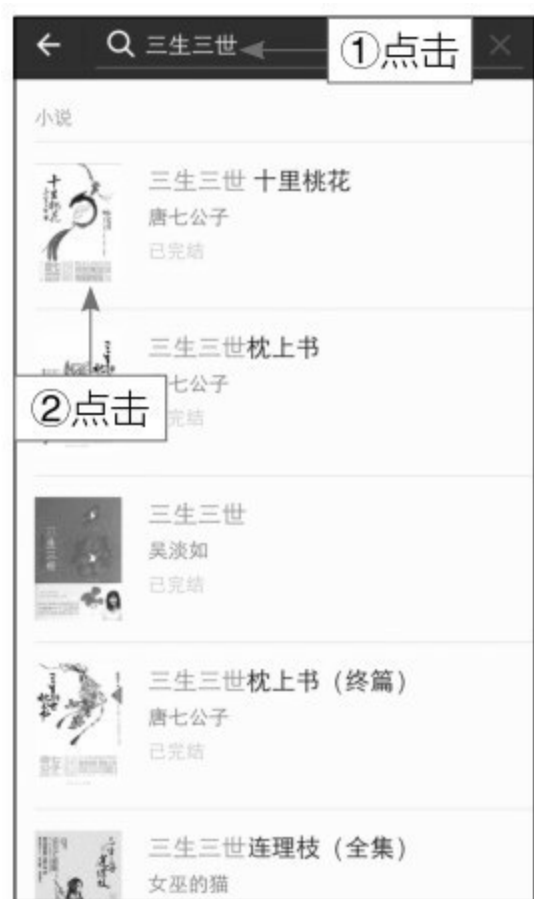 三生三世
①点击
小说
三生三世 十里桃花
唐七公子
已完结
三生三世枕上书
七公子
②点击
完结
三生三世
吴淡如
已完结
三生三世枕上书（终篇）
唐七公子
已完结
三生三世连理枝（全集）
女巫的猫